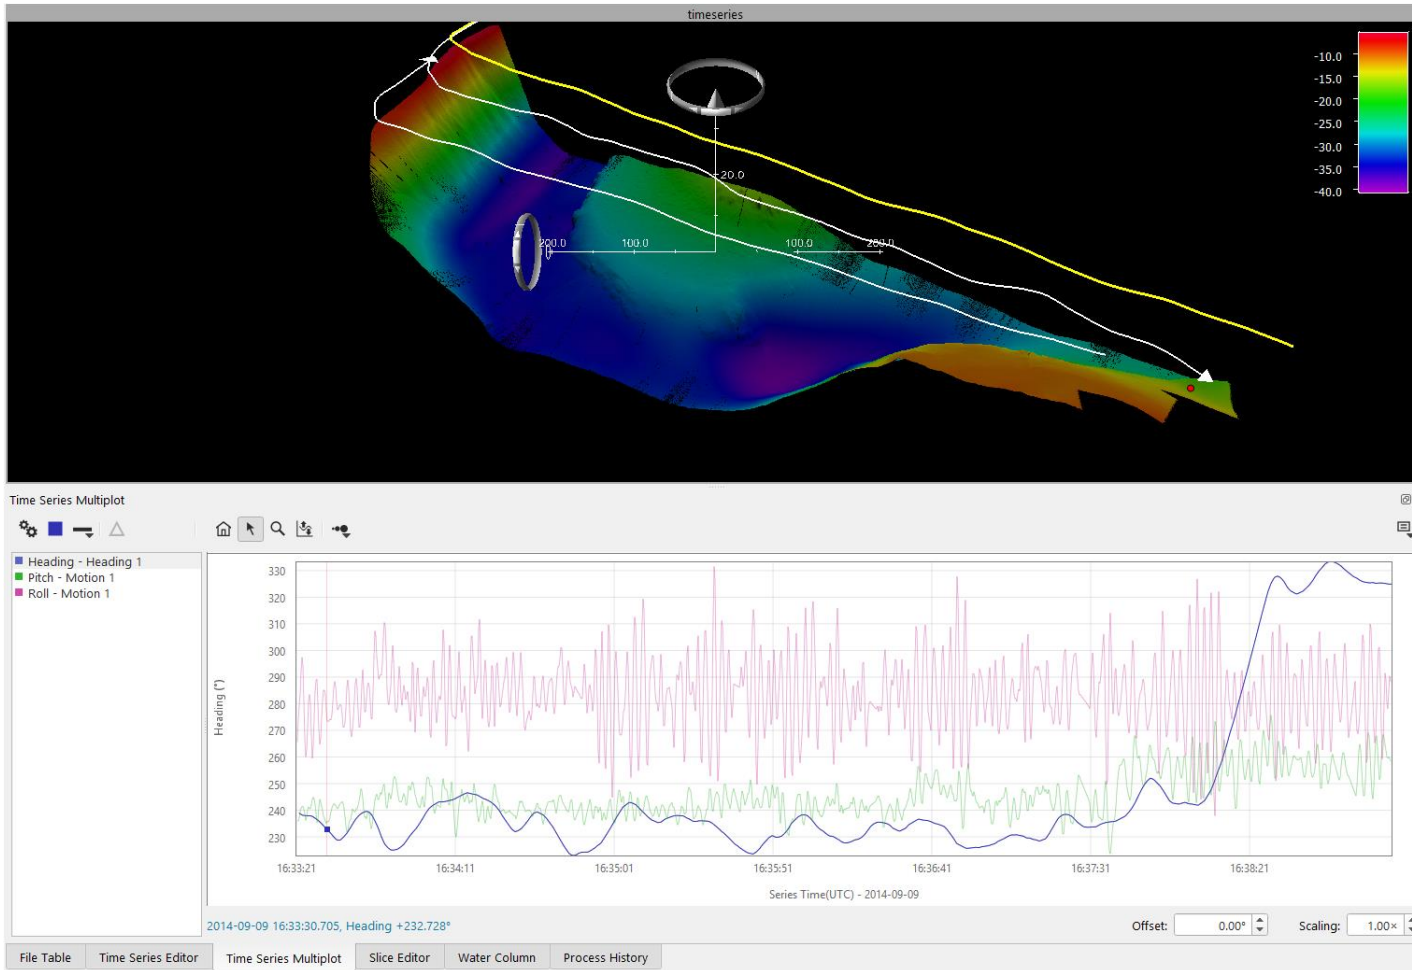 timeseries
-10.0
-15.0
-20.0
-25.0
-30.0
-35.0
-40.0
20.0
200.0 100.0 100.0 200.0
Time Series Multiplot
Heading - Heading 1
Pitch - Motion 1
Roll - Motion 1
330
320
310
300
290
280
270
260
250
240
230
Heading (°)
16:33:21 16:34:11 16:35:01 16:35:51 16:36:41 16:37:31 16:38:21
Series Time(UTC) - 2014-09-09
2014-09-09 16:33:30.705, Heading +232.728° Offset: 0.00° Scaling: 1.00×
File Table Time Series Editor Time Series Multiplot Slice Editor Water Column Process History